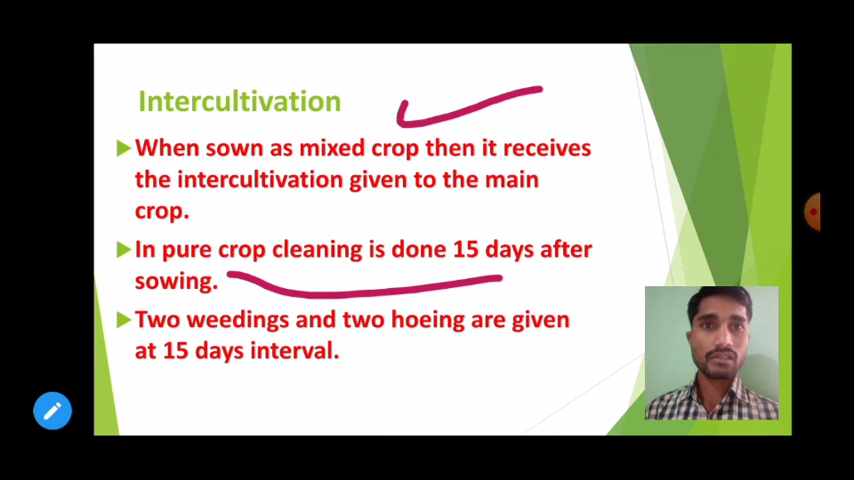 Intercultivation
When sown as mixed crop then it receives
the intercultivation given to the main
crop.
In pure crop cleaning is done 15 days after
sowing.
Two weedings and two hoeing are given
at 15 days interval.